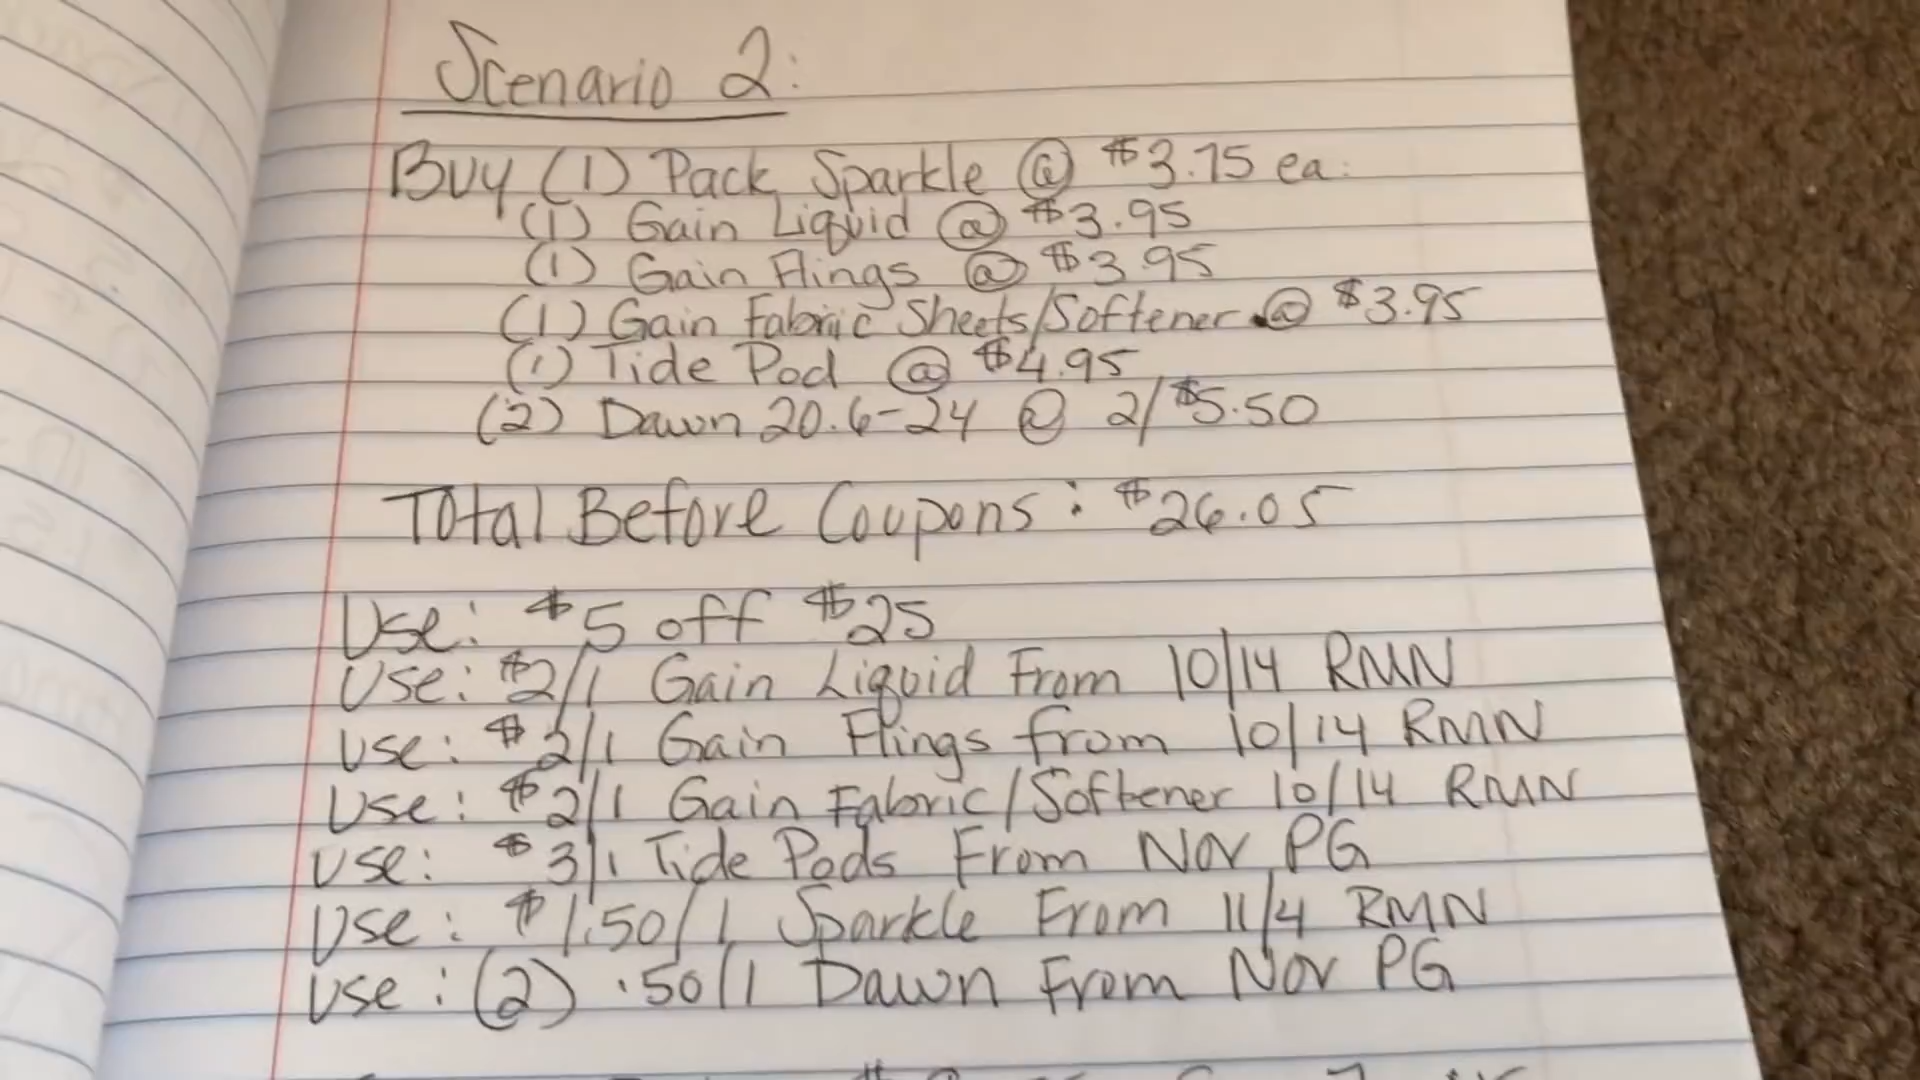 Scenario 2:
Buy (1) Pack Sparkle @ $3.75 ea.
(1) Gain Liquid @ $3.95
(1) Gain Flings @ $3.95
(1) Gain Fabric Sheets/Softener @ $3.95
(1) Tide Pod @ $4.95
(2) Dawn 20.6-24 @ 2/$5.50
Total Before Coupons: $26.05
Use: $5 off $25
Use: $2/1 Gain Liquid From 10/14 RMN
Use: $2/1 Gain Flings from 10/14 RMN
Use: $2/1 Gain Fabric/Softener 10/14 RMN
Use: $3/1 Tide Pods From Nov PG
Use: $1.50/1 Sparkle From 11/4 RMN
Use: (2) .50/1 Dawn From Nov PG